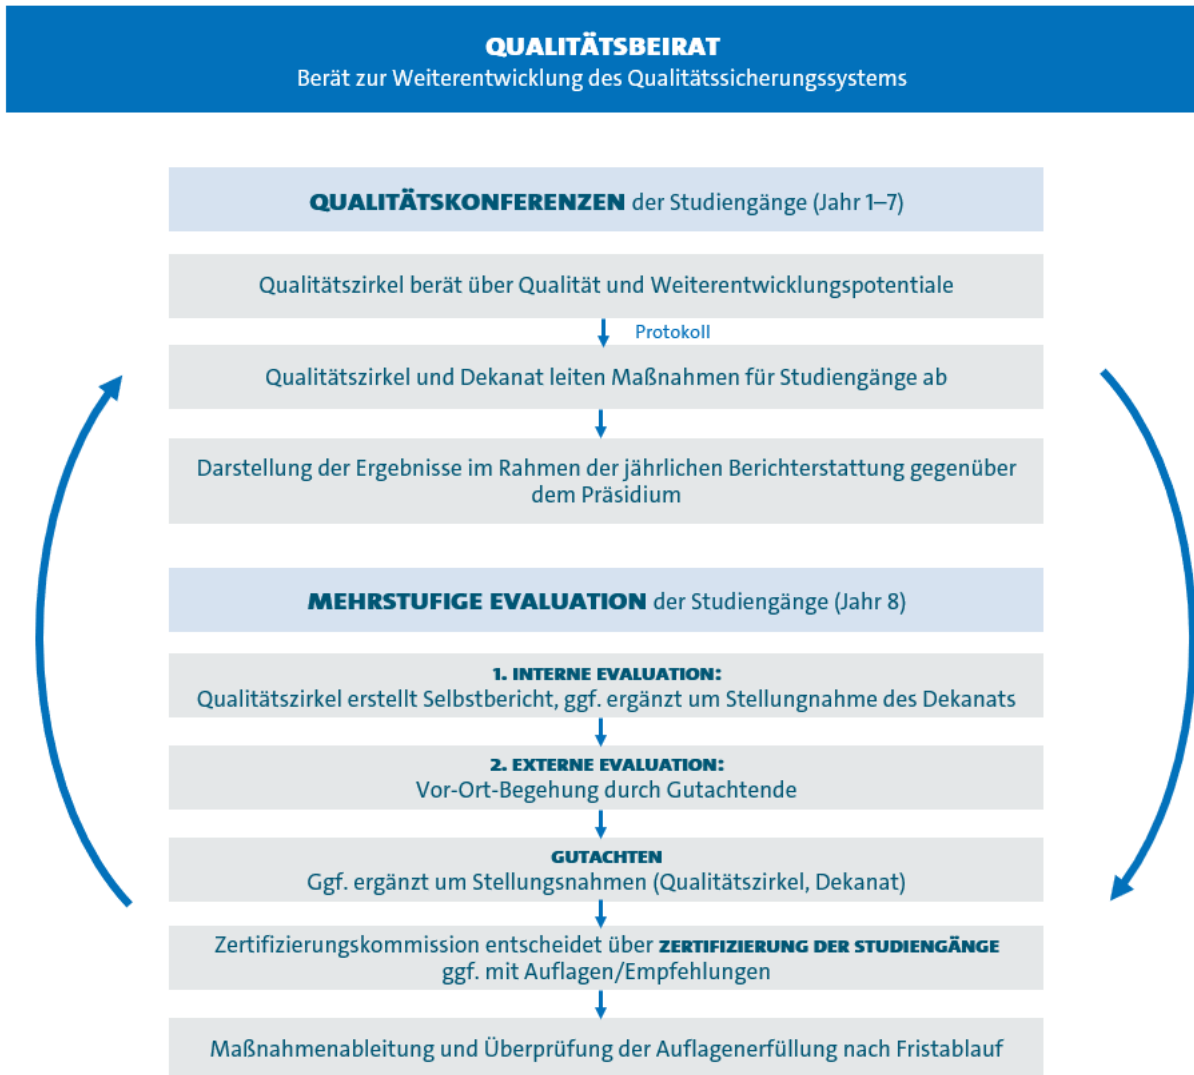 QUALITÄTSBEIRAT
Berät zur Weiterentwicklung des Qualitätssicherungssystems
QUALITÄTSKONFERENZEN der Studiengänge (Jahr 1–7)
Qualitätszirkel berät über Qualität und Weiterentwicklungspotentiale
Protokoll
Qualitätszirkel und Dekanat leiten Maßnahmen für Studiengänge ab
Darstellung der Ergebnisse im Rahmen der jährlichen Berichterstattung gegenüber
dem Präsidium
MEHRSTUFIGE EVALUATION der Studiengänge (Jahr 8)
1. INTERNE EVALUATION:
Qualitätszirkel erstellt Selbstbericht, ggf. ergänzt um Stellungnahme des Dekanats
2. EXTERNE EVALUATION:
Vor-Ort-Begehung durch Gutachtende
GUTACHTEN
Ggf. ergänzt um Stellungsnahmen (Qualitätszirkel, Dekanat)
Zertifizierungskommission entscheidet über ZERTIFIZIERUNG DER STUDIENGÄNGE
ggf. mit Auflagen/Empfehlungen
Maßnahmenableitung und Überprüfung der Auflagenerfüllung nach Fristablauf